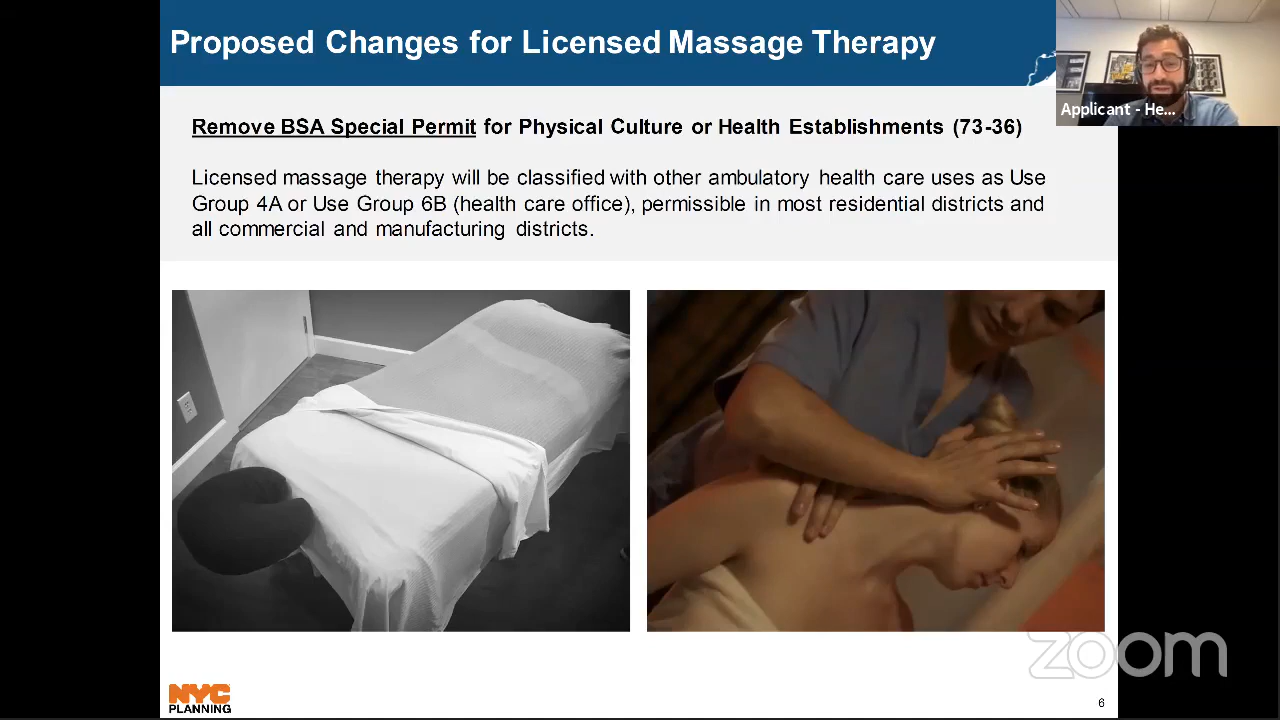 Proposed Changes for Licensed Massage Therapy
Applicant - He...
Remove BSA Special Permit for Physical Culture or Health Establishments (73-36)
Licensed massage therapy will be classified with other ambulatory health care uses as Use
Group 4A or Use Group 6B (health care office), permissible in most residential districts and
all commercial and manufacturing districts.
zoom
NYC
PLANNING
6